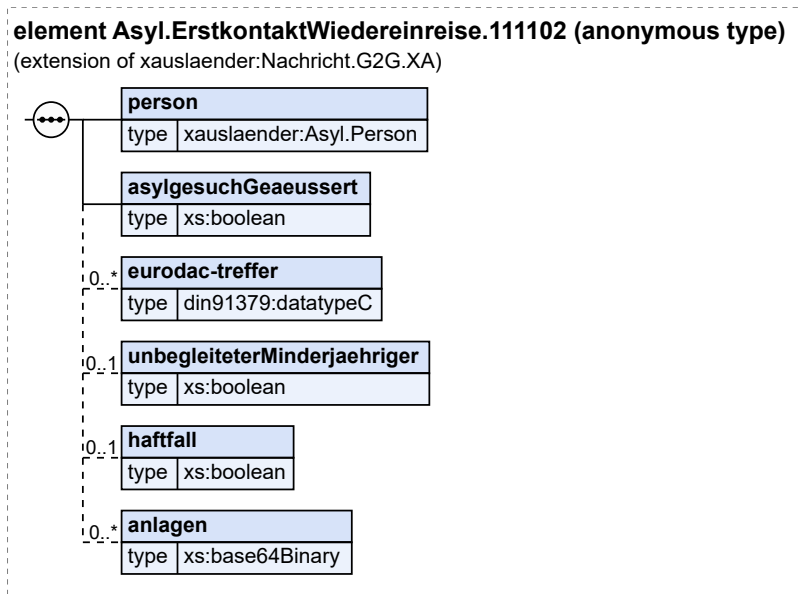 element Asyl.ErstkontaktWiedereinreise.111102 (anonymous type)
(extension of xauslaender:Nachricht.G2G.XA)
person
type xauslaender:Asyl.Person
asylgesuchGeaeussert
type xs:boolean
0..* eurodac-treffer
type din91379:datatypeC
0..1 unbegleiteterMinderjaehriger
type xs:boolean
0..1 haftfall
type xs:boolean
0..* anlagen
type xs:base64Binary